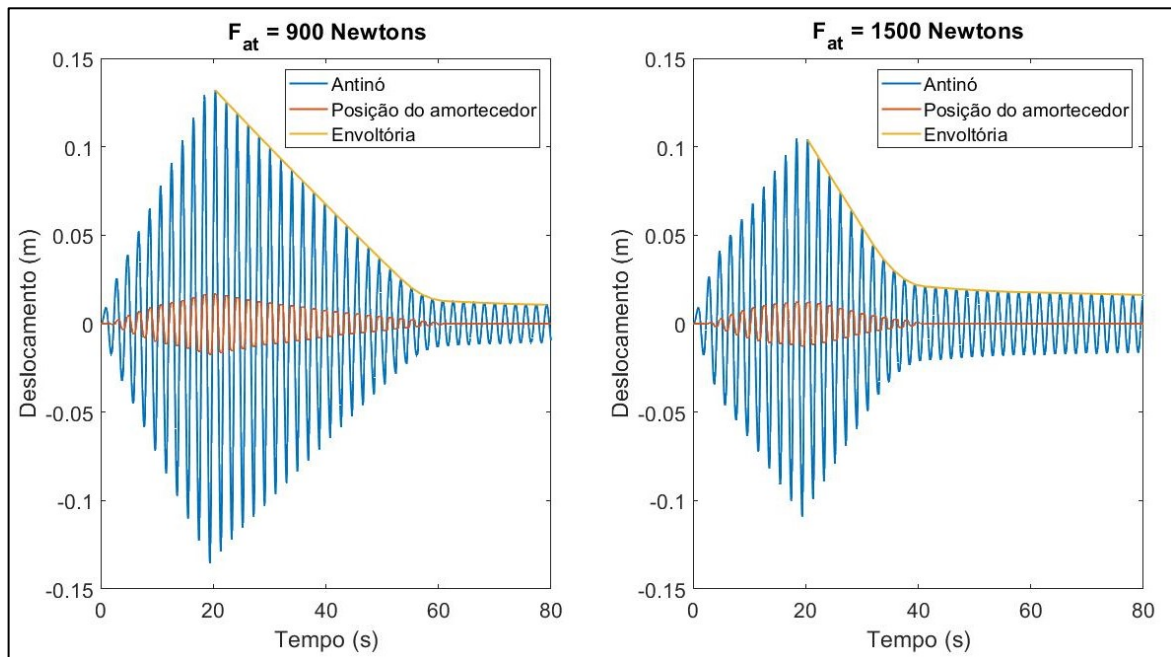 F_at = 900 Newtons
0.15
0.1
0.05
0
-0.05
-0.1
-0.15
Deslocamento (m)
Antinó
Posição do amortecedor
Envoltória
0 20 40 60 80
Tempo (s)
F_at = 1500 Newtons
0.15
0.1
0.05
0
-0.05
-0.1
-0.15
Deslocamento (m)
Antinó
Posição do amortecedor
Envoltória
0 20 40 60 80
Tempo (s)